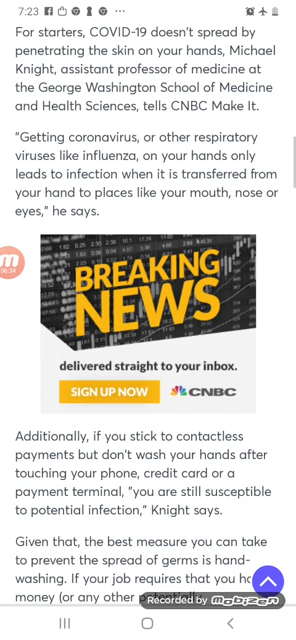 7:23
For starters, COVID-19 doesn't spread by
penetrating the skin on your hands, Michael
Knight, assistant professor of medicine at
the George Washington School of Medicine
and Health Sciences, tells CNBC Make It.
"Getting coronavirus, or other respiratory
viruses like influenza, on your hands only
leads to infection when it is transferred from
your hand to places like your mouth, nose or
eyes," he says.
06:54
BREAKING
NEWS
delivered straight to your inbox.
SIGN UP NOW
CNBC
Additionally, if you stick to contactless
payments but don't wash your hands after
touching your phone, credit card or a
payment terminal, "you are still susceptible
to potential infection," Knight says.
Given that, the best measure you can take
to prevent the spread of germs is hand-
washing. If your job requires that you
money (or any other
Recorded by mobizen